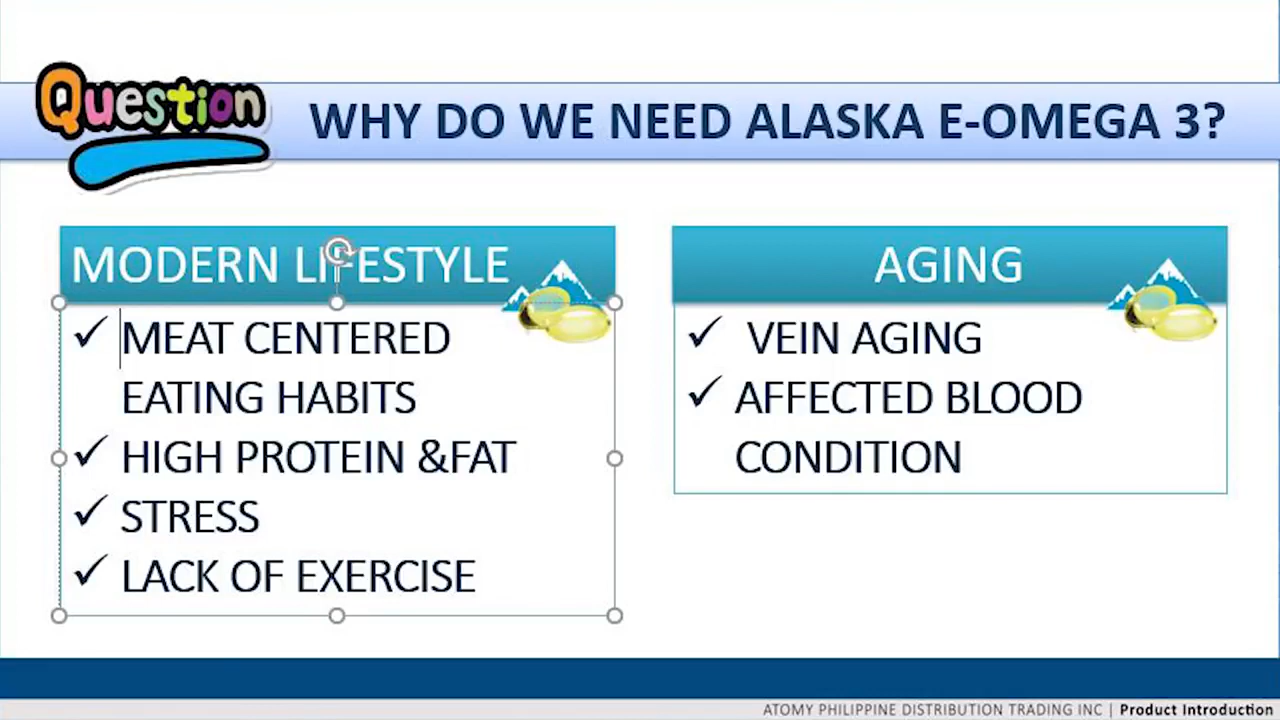 Question
WHY DO WE NEED ALASKA E-OMEGA 3?
MODERN LIFESTYLE
✓ MEAT CENTERED
EATING HABITS
✓ HIGH PROTEIN &FAT
✓ STRESS
✓ LACK OF EXERCISE
AGING
✓ VEIN AGING
✓ AFFECTED BLOOD
CONDITION
ATOMY PHILIPPINE DISTRIBUTION TRADING INC | Product Introduction